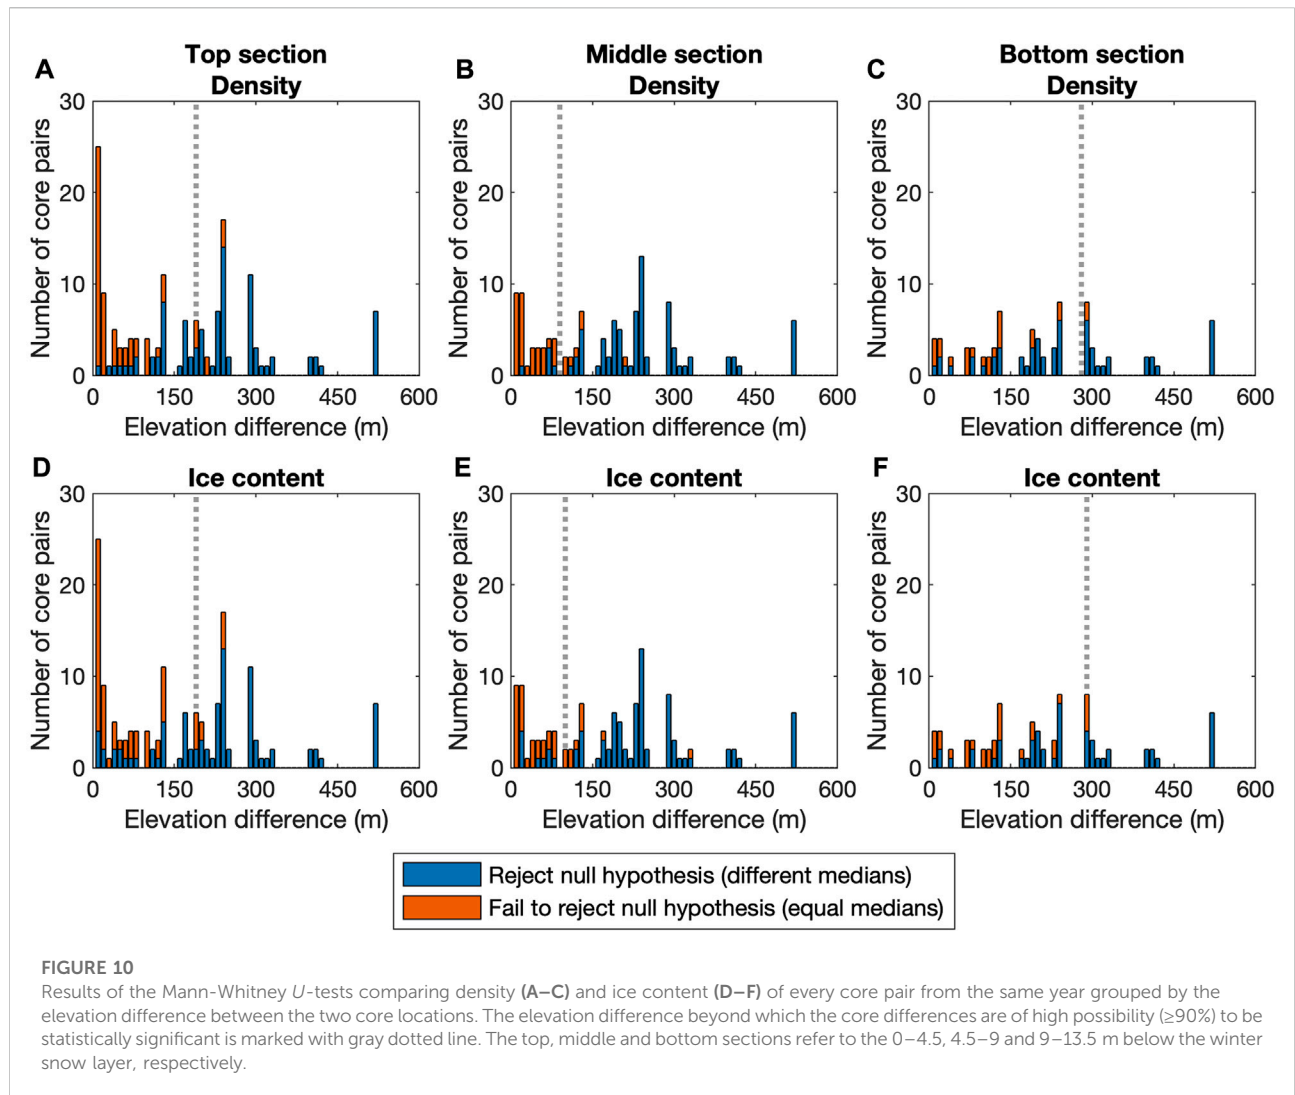 A
Top section
Density
30
20
10
0
0 150 300 450 600
Number of core pairs
Elevation difference (m)
B
Middle section
Density
30
20
10
0
0 150 300 450 600
Number of core pairs
Elevation difference (m)
C
Bottom section
Density
30
20
10
0
0 150 300 450 600
Number of core pairs
Elevation difference (m)
D
Ice content
30
20
10
0
0 150 300 450 600
Number of core pairs
Elevation difference (m)
E
Ice content
30
20
10
0
0 150 300 450 600
Number of core pairs
Elevation difference (m)
F
Ice content
30
20
10
0
0 150 300 450 600
Number of core pairs
Elevation difference (m)
Reject null hypothesis (different medians)
Fail to reject null hypothesis (equal medians)
FIGURE 10
Results of the Mann-Whitney U-tests comparing density (A–C) and ice content (D–F) of every core pair from the same year grouped by the
elevation difference between the two core locations. The elevation difference beyond which the core differences are of high possibility (≥90%) to be
statistically significant is marked with gray dotted line. The top, middle and bottom sections refer to the 0–4.5, 4.5–9 and 9–13.5 m below the winter
snow layer, respectively.